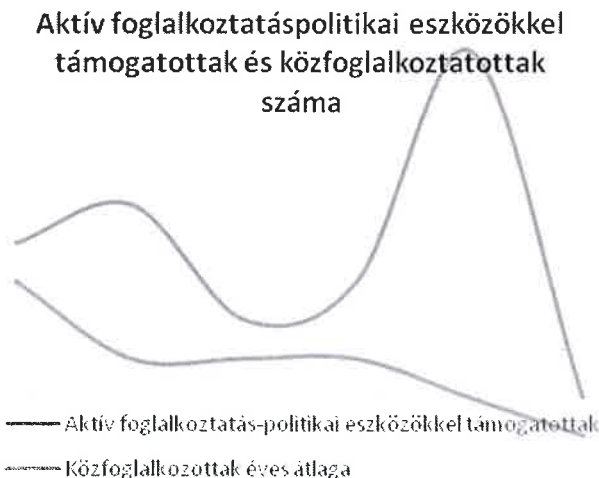 Aktív foglalkoztatáspolitikai eszközökkel
támogatottak és közfoglalkoztatottak
száma
Aktív foglalkoztatás-politikai eszközökkel támogatottak
Közfoglalkozottak éves átlaga